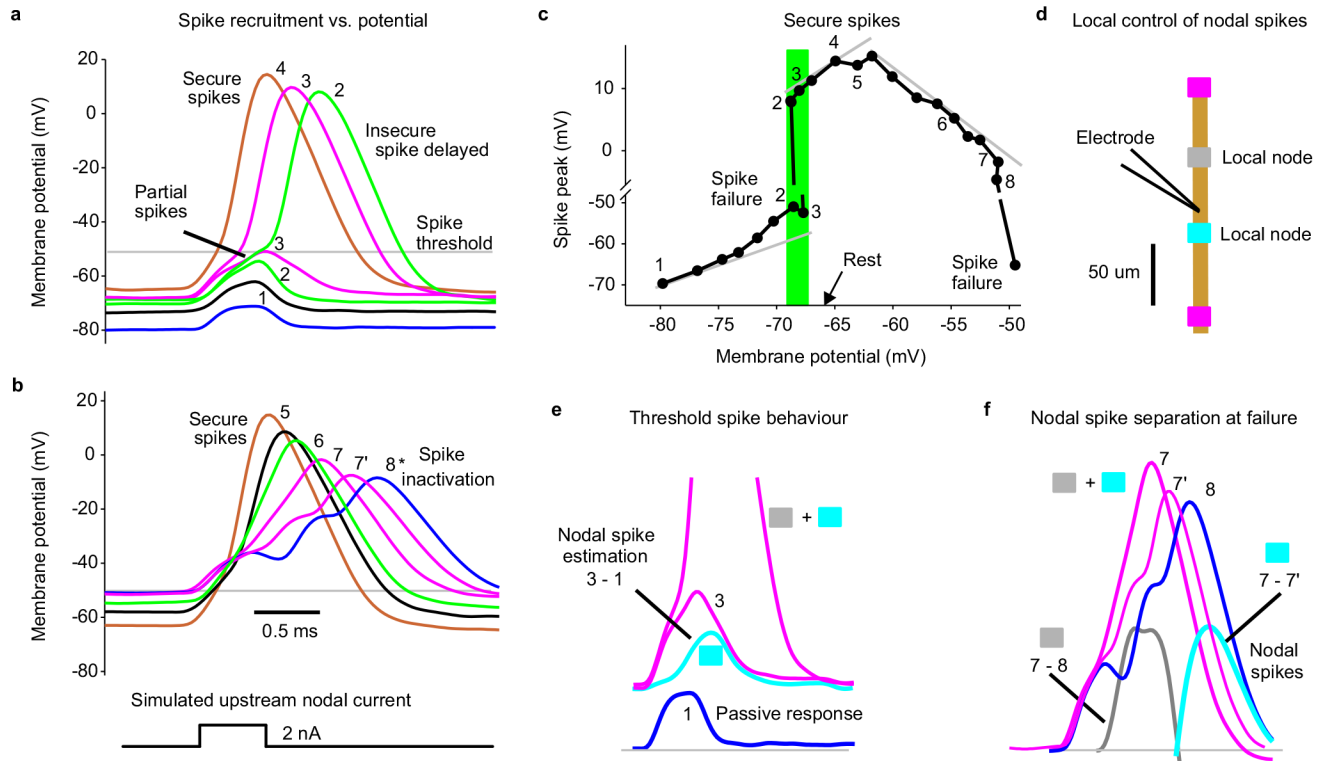 a
Spike recruitment vs. potential
20
0
-20
-40
-60
-80
Membrane potential (mV)
Secure
spikes
4
3
2
Insecure
spike delayed
Partial
spikes
Spike
threshold
3
2
1
b
20
0
-20
-40
-60
-80
Membrane potential (mV)
Secure
spikes
5
6
7
7'
8*
Spike
inactivation
0.5 ms
Simulated upstream nodal current
2 nA
c
Secure spikes
10
0
-50
-60
-70
Spike peak (mV)
4
3
5
2
6
7
8
Spike
failure
2
3
1
Rest
Spike
failure
-80
-75
-70
-65
-60
-55
-50
Membrane potential (mV)
d
Local control of nodal spikes
Electrode
Local node
Local node
50 um
e
Threshold spike behaviour
+
Nodal spike
estimation
3 - 1
3
1
Passive response
f
Nodal spike separation at failure
+
7
7'
8
7 - 7'
7 - 8
Nodal
spikes